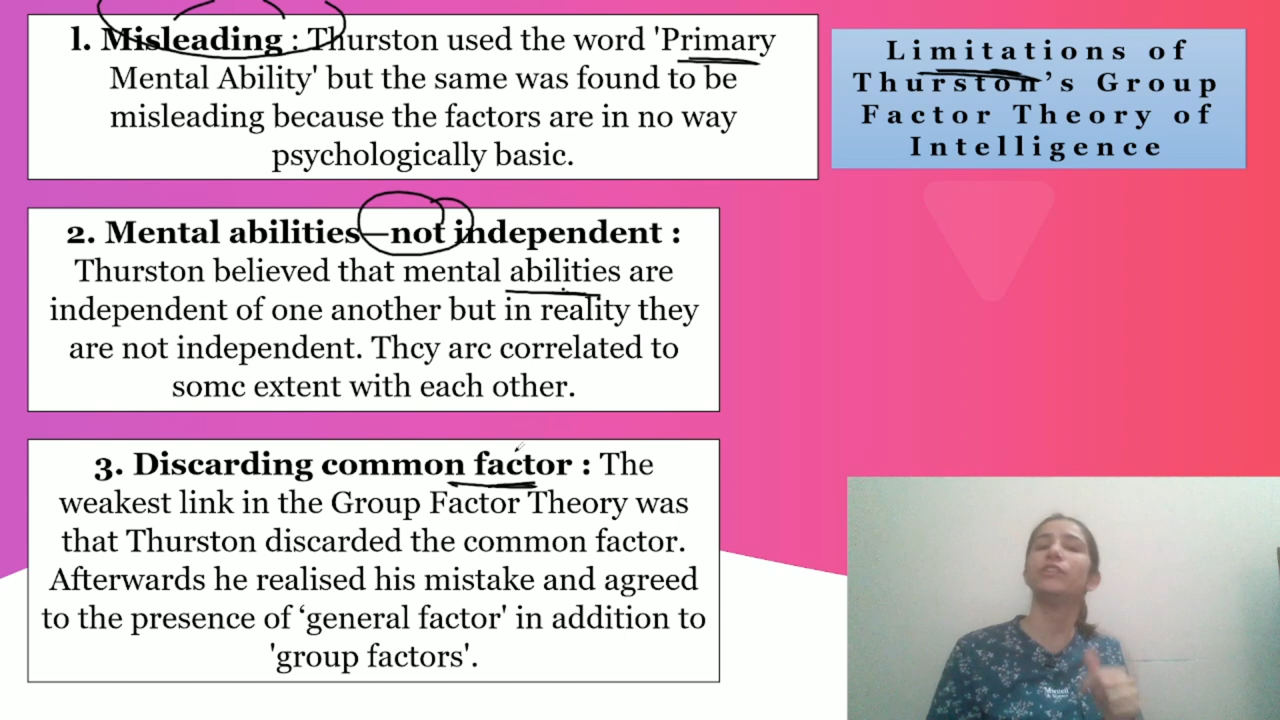 l. Misleading : Thurston used the word 'Primary
Mental Ability' but the same was found to be
misleading because the factors are in no way
psychologically basic.
Limitations of
Thurston's Group
Factor Theory of
Intelligence
2. Mental abilities—not independent :
Thurston believed that mental abilities are
independent of one another but in reality they
are not independent. Thcy arc correlated to
somc extent with each other.
3. Discarding common factor : The
weakest link in the Group Factor Theory was
that Thurston discarded the common factor.
Afterwards he realised his mistake and agreed
to the presence of ‘general factor' in addition to
'group factors'.